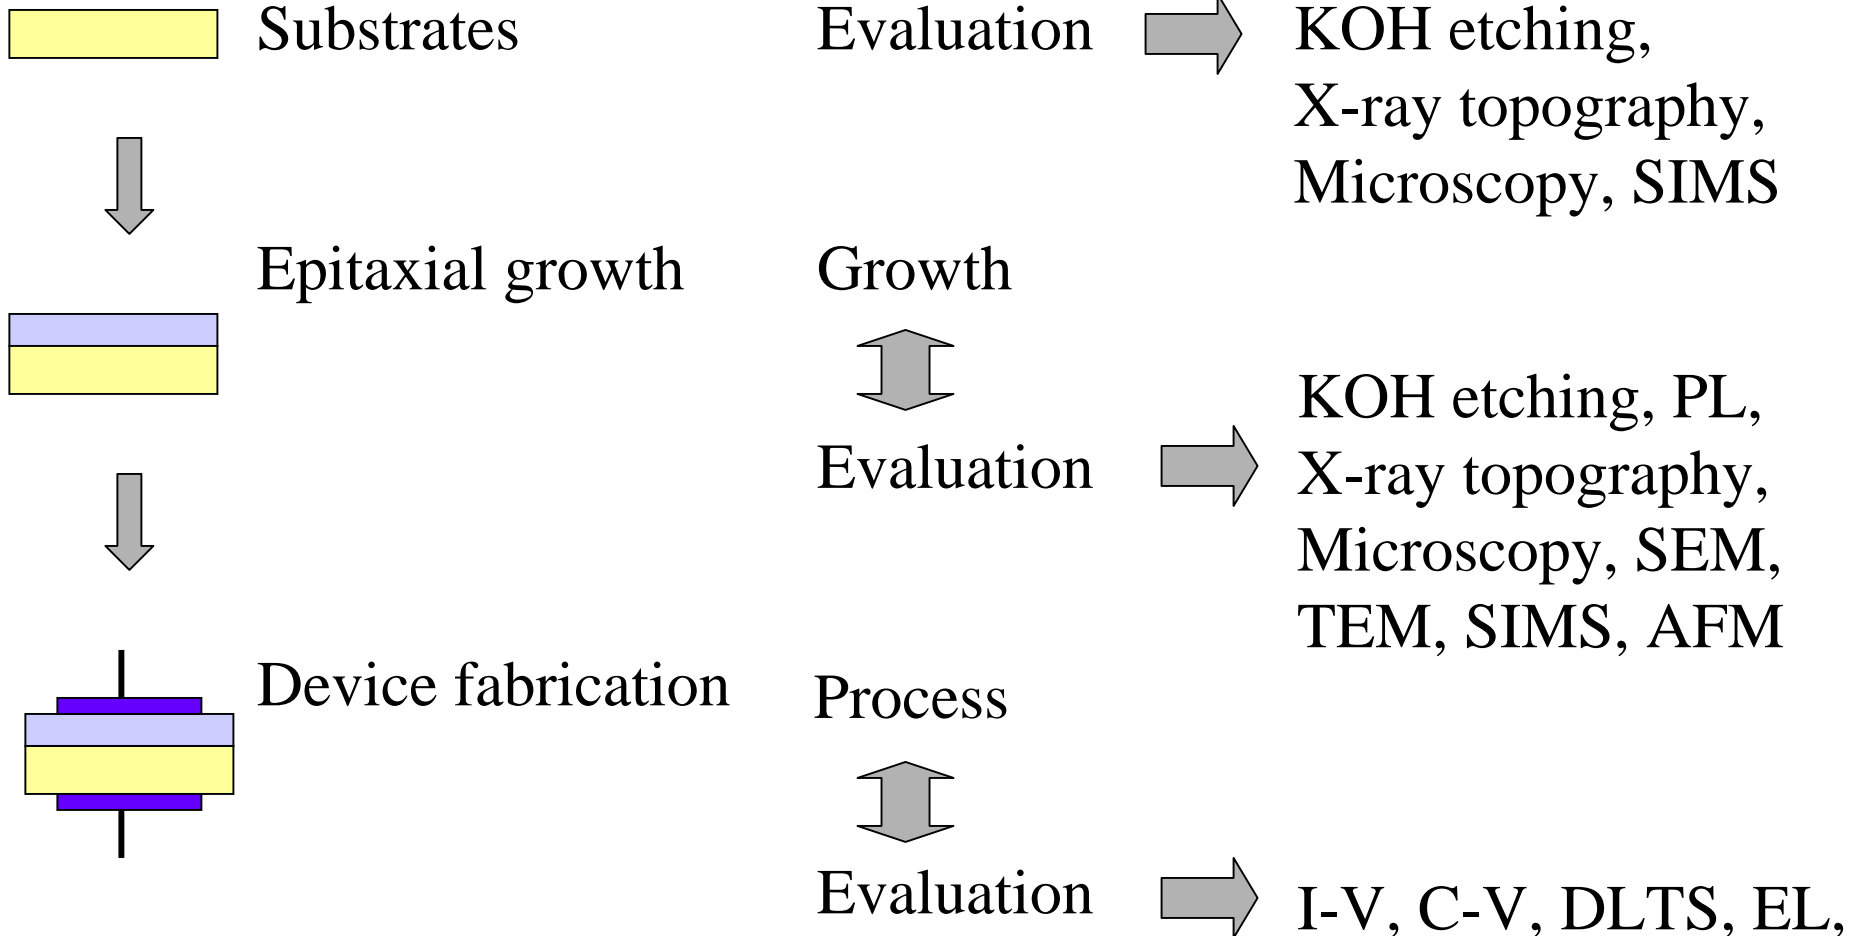 Substrates
Evaluation
KOH etching,
X-ray topography,
Microscopy, SIMS
Epitaxial growth
Growth
Evaluation
KOH etching, PL,
X-ray topography,
Microscopy, SEM,
TEM, SIMS, AFM
Device fabrication
Process
Evaluation
I-V, C-V, DLTS, EL,